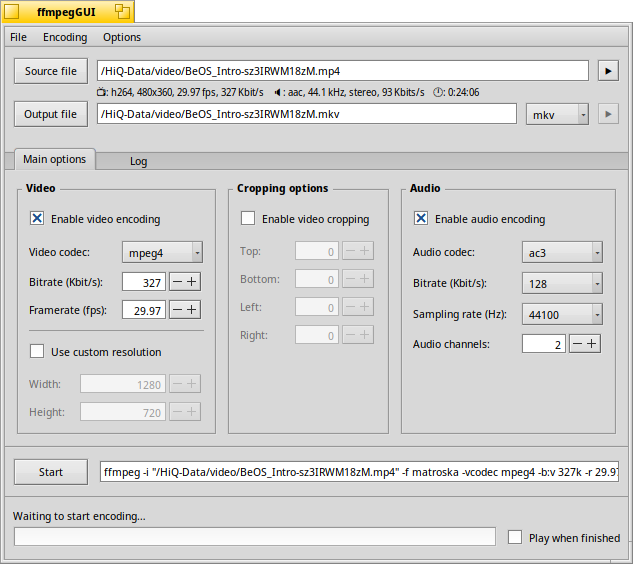 ffmpegGUI
File Encoding Options
Source file /HiQ-Data/video/BeOS_Intro-sz3IRWM18zM.mp4
: h264, 480x360, 29.97 fps, 327 Kbit/s : aac, 44.1 kHz, stereo, 93 Kbits/s : 0:24:06
Output file /HiQ-Data/video/BeOS_Intro-sz3IRWM18zM.mkv mkv
Main options Log
Video
Enable video encoding
Video codec: mpeg4
Bitrate (Kbit/s): 327
Framerate (fps): 29.97
Use custom resolution
Width: 1280
Height: 720
Cropping options
Enable video cropping
Top: 0
Bottom: 0
Left: 0
Right: 0
Audio
Enable audio encoding
Audio codec: ac3
Bitrate (Kbit/s): 128
Sampling rate (Hz): 44100
Audio channels: 2
Start ffmpeg -i "/HiQ-Data/video/BeOS_Intro-sz3IRWM18zM.mp4" -f matroska -vcodec mpeg4 -b:v 327k -r 29.97
Waiting to start encoding...
Play when finished